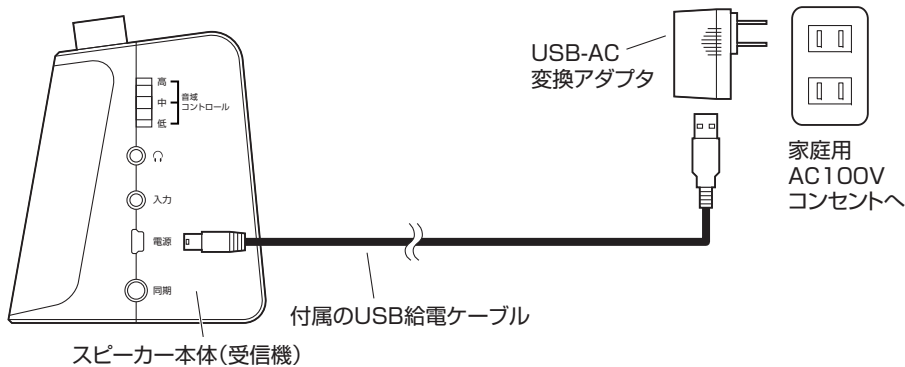 高
中
低
音域
コントロール
入力
電源
同期
スピーカー本体（受信機）
付属のUSB給電ケーブル
USB-AC
変換アダプタ
家庭用
AC100V
コンセントへ